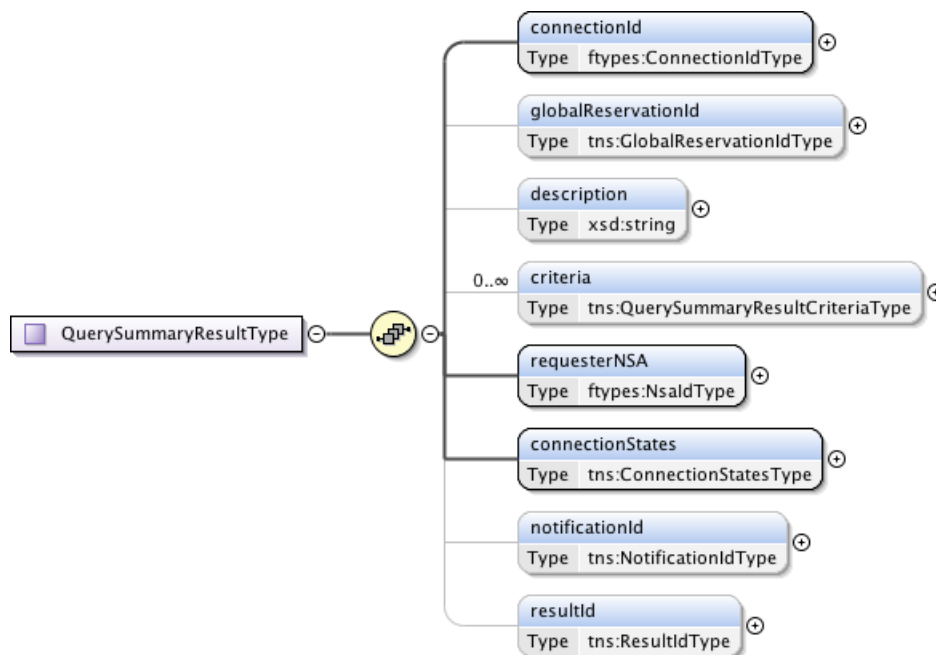 connectionId
Type ftypes:ConnectionIdType
globalReservationId
Type tns:GlobalReservationIdType
description
Type xsd:string
0..∞
criteria
Type tns:QuerySummaryResultCriteriaType
QuerySummaryResultType
requesterNSA
Type ftypes:NsaIdType
connectionStates
Type tns:ConnectionStatesType
notificationId
Type tns:NotificationIdType
resultId
Type tns:ResultIdType